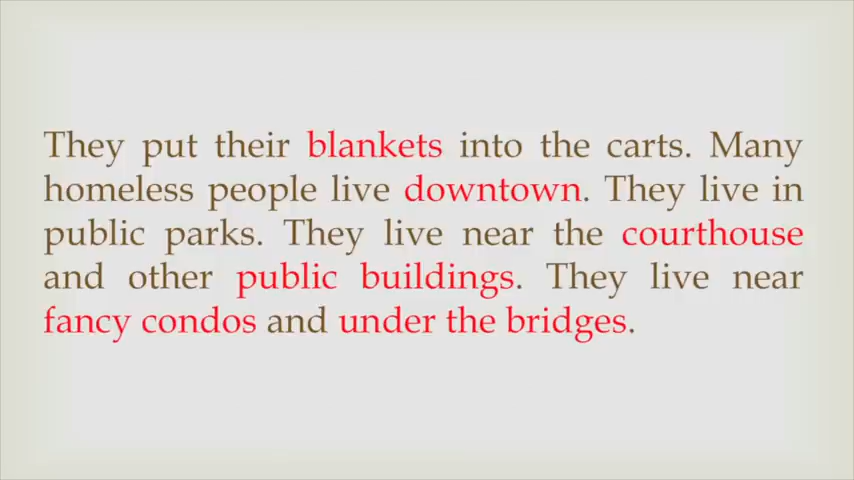 They put their blankets into the carts. Many
homeless people live downtown. They live in
public parks. They live near the courthouse
and other public buildings. They live near
fancy condos and under the bridges.